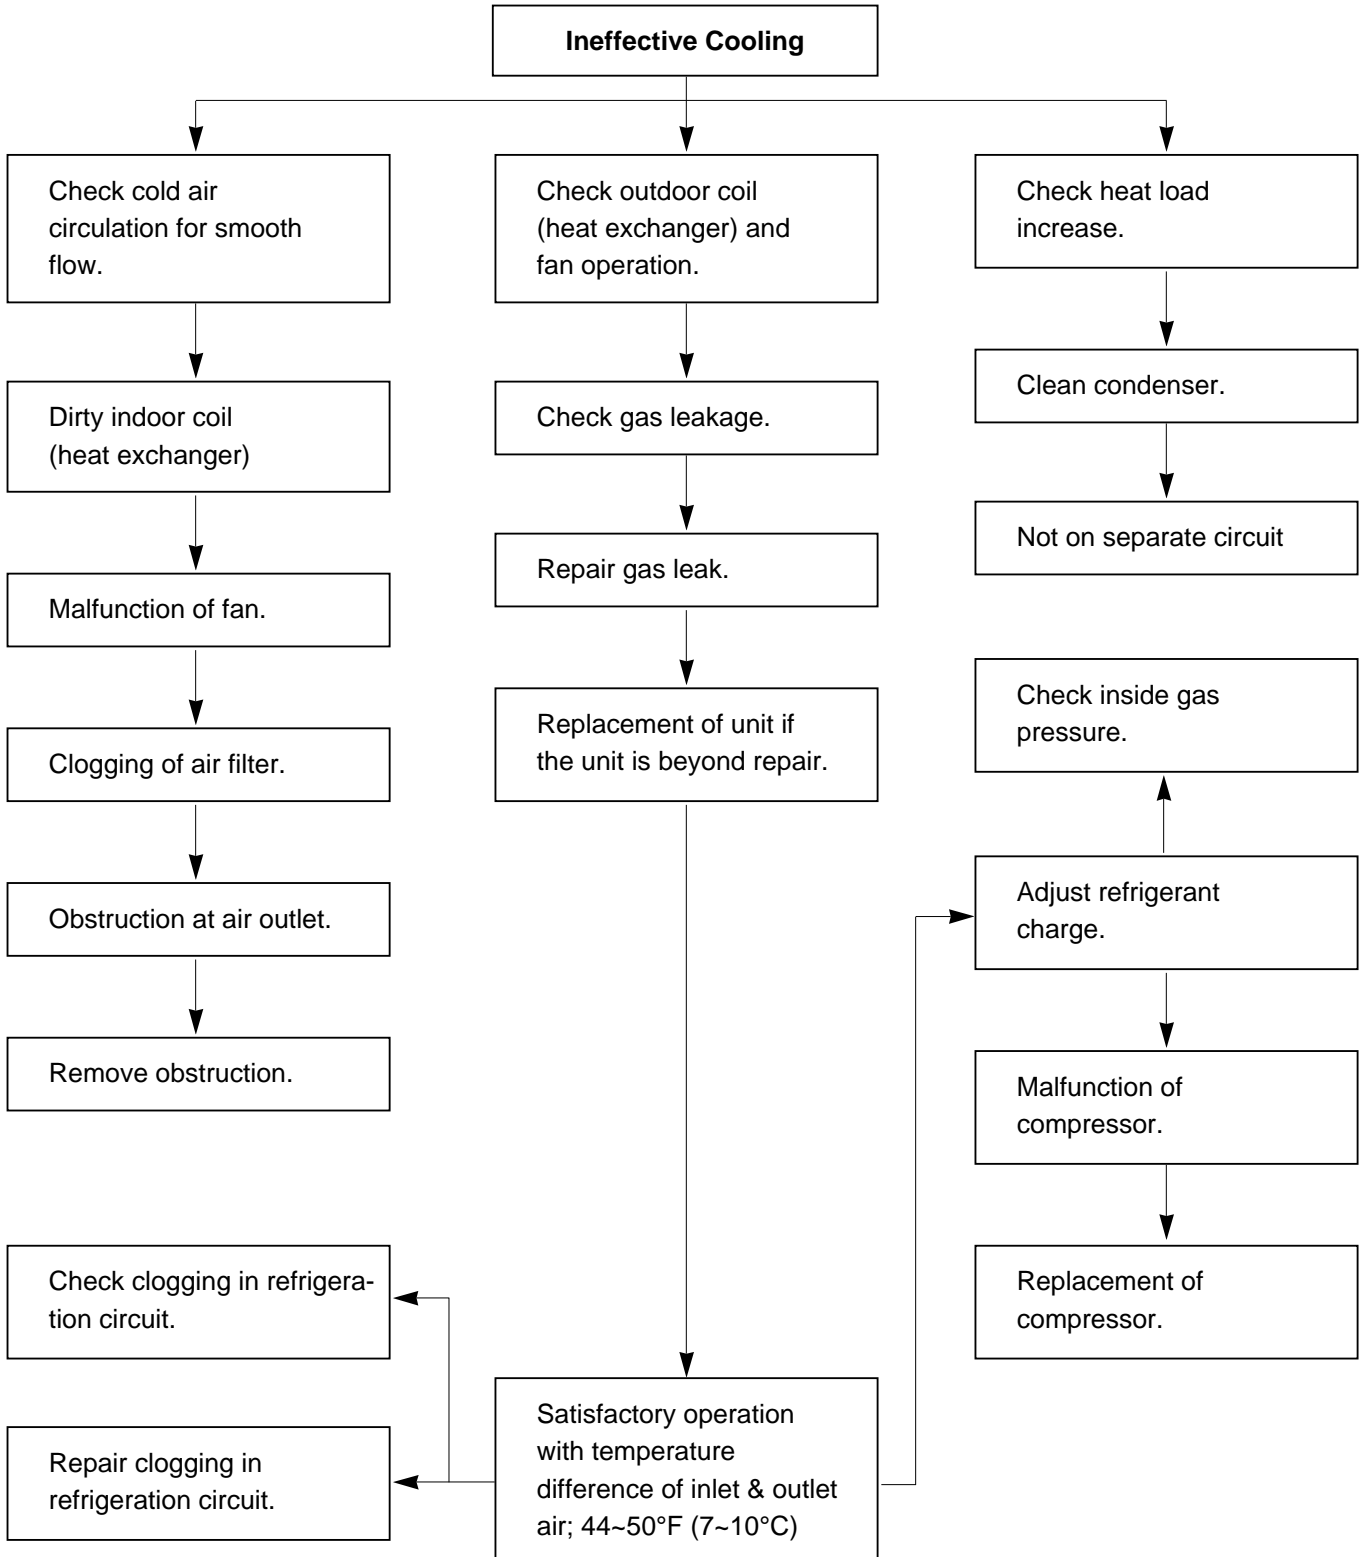 Ineffective Cooling
Check cold air
circulation for smooth
flow.
Dirty indoor coil
(heat exchanger)
Malfunction of fan.
Clogging of air filter.
Obstruction at air outlet.
Remove obstruction.
Check outdoor coil
(heat exchanger) and
fan operation.
Check gas leakage.
Repair gas leak.
Replacement of unit if
the unit is beyond repair.
Satisfactory operation
with temperature
difference of inlet & outlet
air; 44~50°F (7~10°C)
Check clogging in refrigera-
tion circuit.
Repair clogging in
refrigeration circuit.
Check heat load
increase.
Clean condenser.
Not on separate circuit
Check inside gas
pressure.
Adjust refrigerant
charge.
Malfunction of
compressor.
Replacement of
compressor.